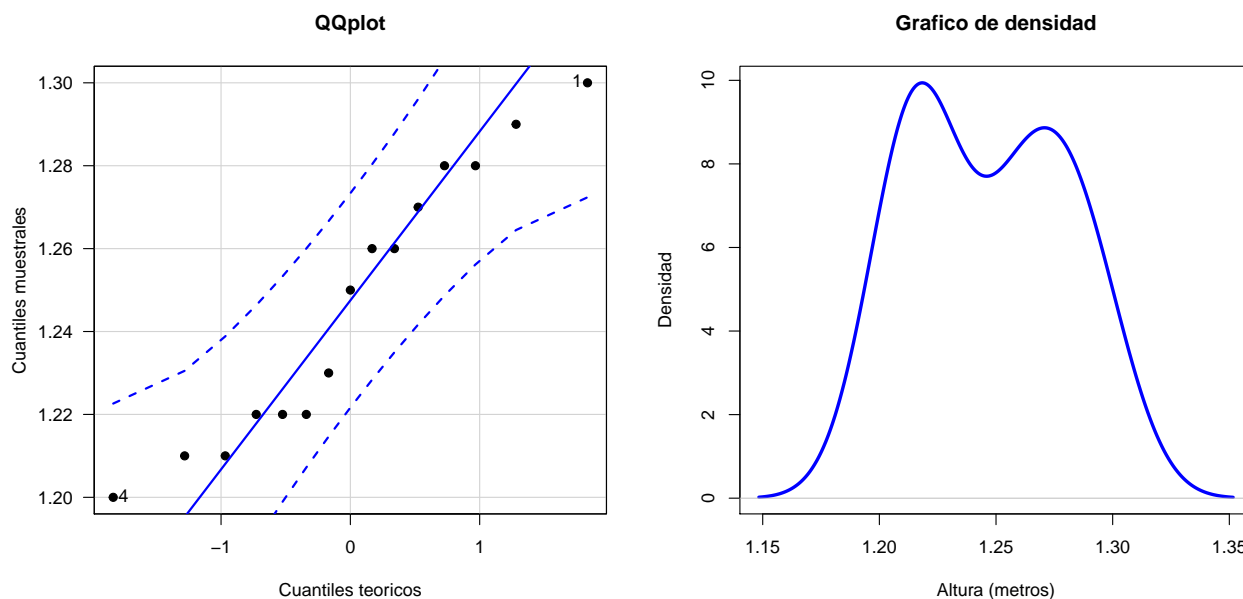 QQplot
1.30
1.28
1.26
1.24
1.22
1.20
Cuantiles muestrales
1
4
−1 0 1
Cuantiles teoricos
Grafico de densidad
10
8
6
4
2
0
Densidad
1.15 1.20 1.25 1.30 1.35
Altura (metros)